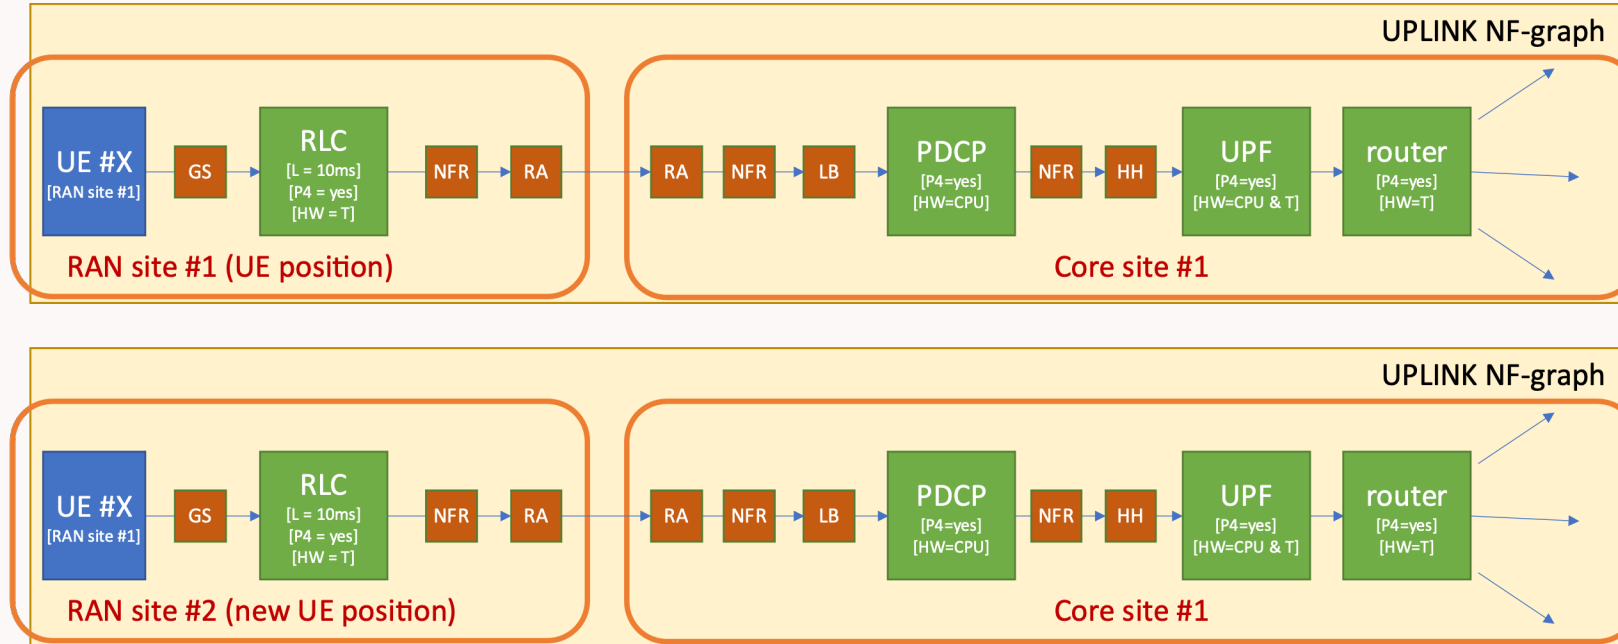 UPLINK NF-graph
UE #X
[RAN site #1]
GS
RLC
[L = 10ms]
[P4 = yes]
[HW = T]
NFR
RA
RA
NFR
LB
PDCP
[P4=yes]
[HW=CPU]
NFR
HH
UPF
[P4=yes]
[HW=CPU & T]
router
[P4=yes]
[HW=T]
RAN site #1 (UE position)
Core site #1
UPLINK NF-graph
UE #X
[RAN site #1]
GS
RLC
[L = 10ms]
[P4 = yes]
[HW = T]
NFR
RA
RA
NFR
LB
PDCP
[P4=yes]
[HW=CPU]
NFR
HH
UPF
[P4=yes]
[HW=CPU & T]
router
[P4=yes]
[HW=T]
RAN site #2 (new UE position)
Core site #1